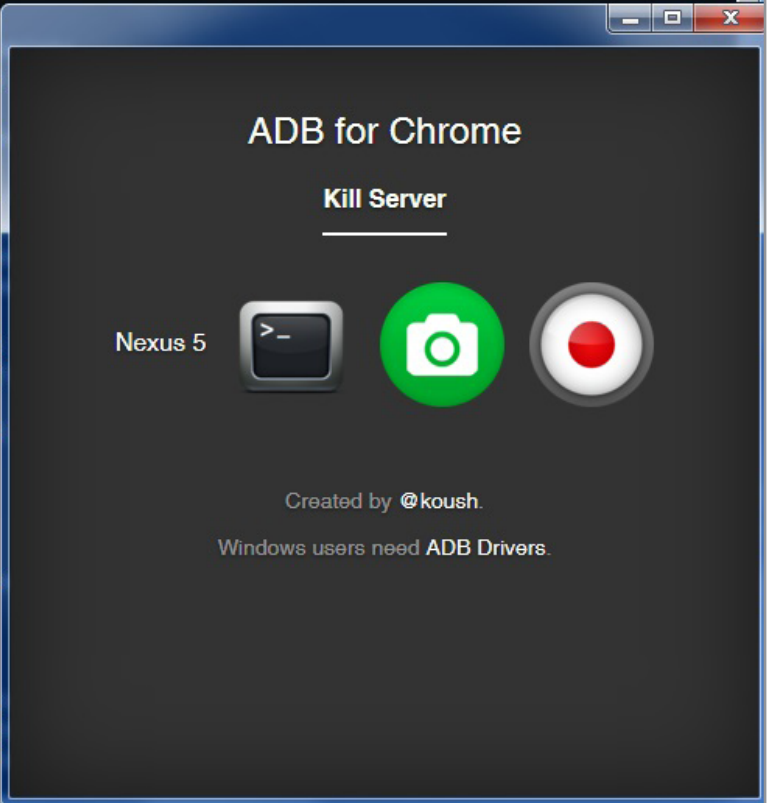 ADB for Chrome
Kill Server
Nexus 5
>_
Created by @koush.
Windows users need ADB Drivers.